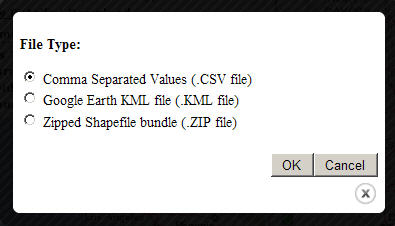 File Type:
Comma Separated Values (.CSV file)
Google Earth KML file (.KML file)
Zipped Shapefile bundle (.ZIP file)
OK Cancel
x